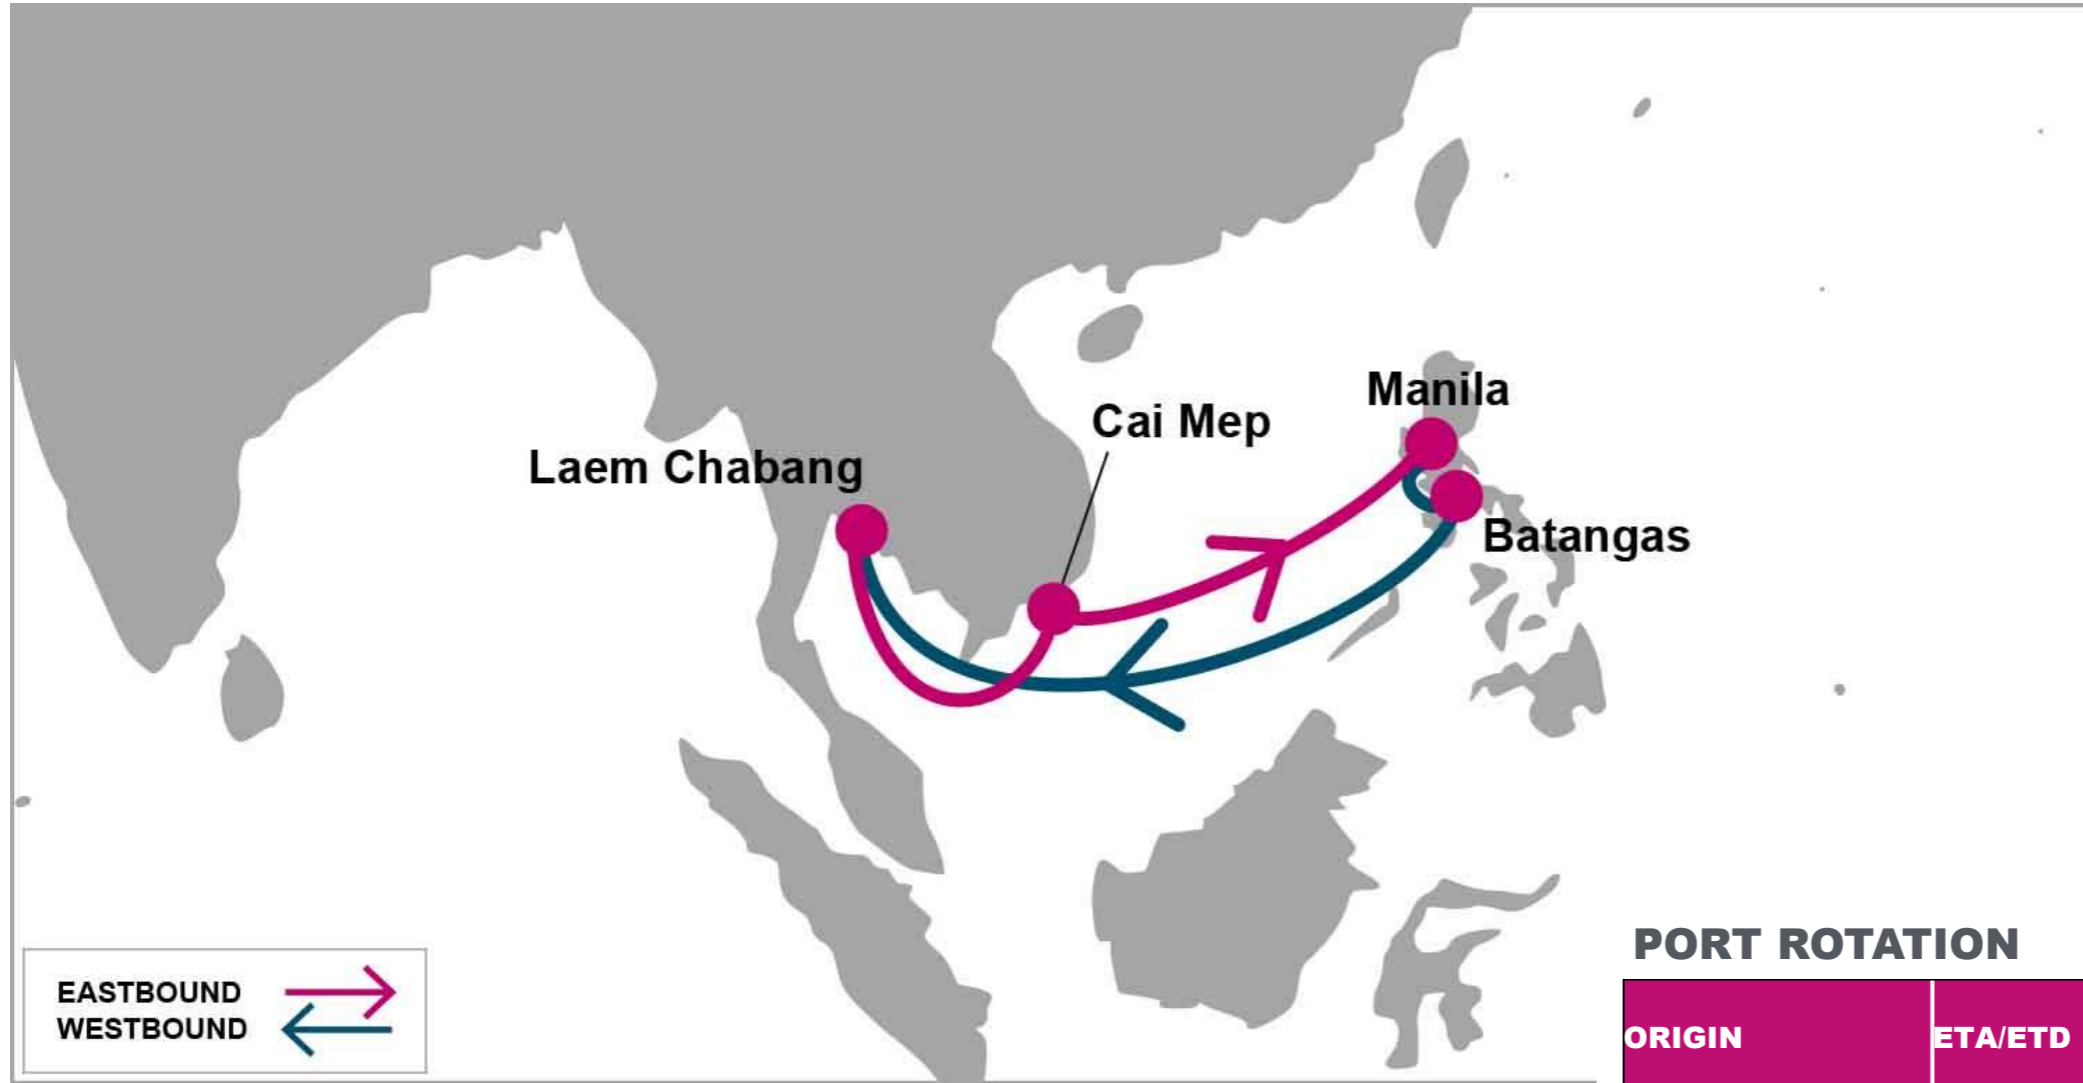 Manila
Cai Mep
Laem Chabang
Batangas
EASTBOUND
WESTBOUND
PORT ROTATION
ORIGIN
ETA/ETD